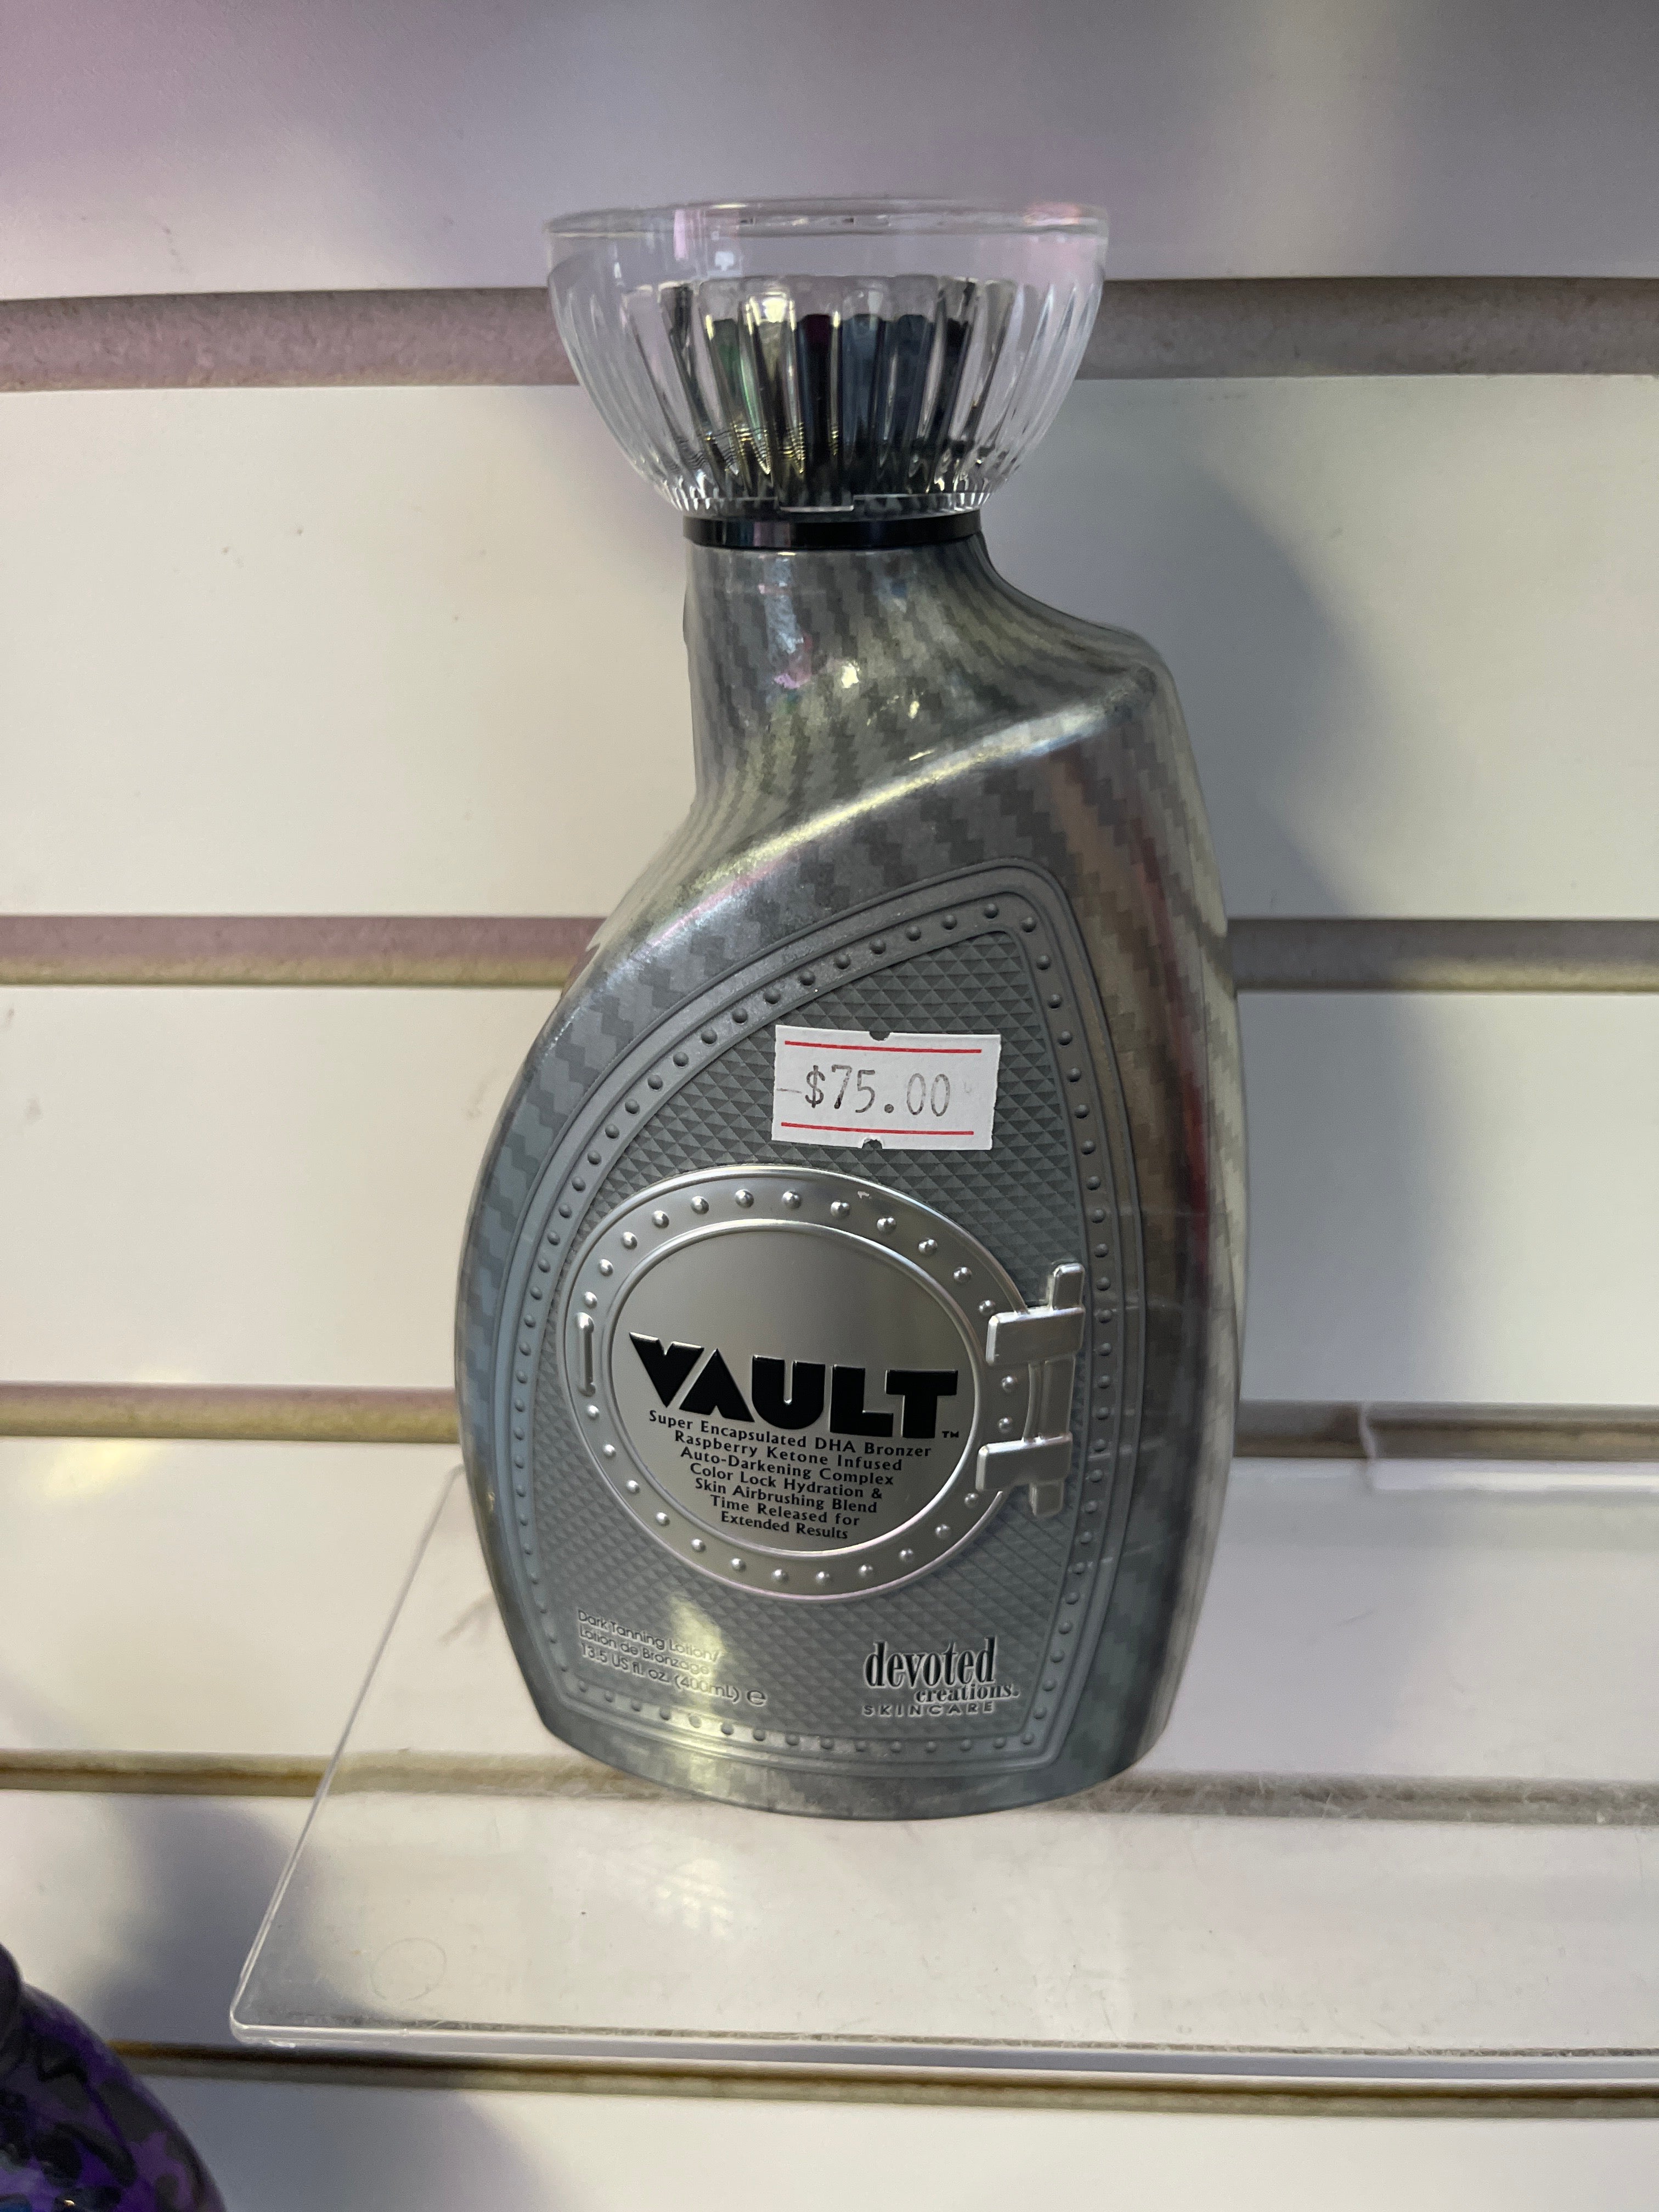 $75.00
VAULT™
Super Encapsulated DHA Bronzer
Raspberry Ketone Infused
Auto-Darkening Complex
Color Lock Hydration &
Skin Airbrushing Blend
Time Released for
Extended Results
Dark Tanning Lotion/
Lotion de Bronzage
13.5 US fl. oz. (400mL) ℮
devoted
creations®
SKINCARE